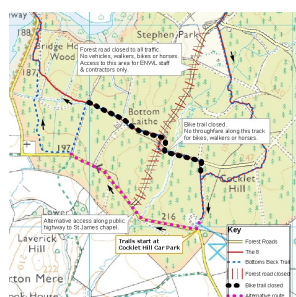 188
Stephen Park
Bridge Ho
Wood
Forest road closed to all traffic.
No vehicles, walkers, bikes or horses.
Access to this area for ENWL staff
& contractors only.
187
Bottom
Laithe
Bike trail closed.
No throughfare along this track
for bikes, walkers or horses.
197
Cocklet
Hill
Lower
216
Alternative access along public
highway to St.James chapel.
Laverick
Hill
Trails start at
Cocklet Hill Car Park
Key
Forest Roads
The 8
Bottoms Beck Trail
Forest road closed
Bike trail closed
Alternative route
rton Mere